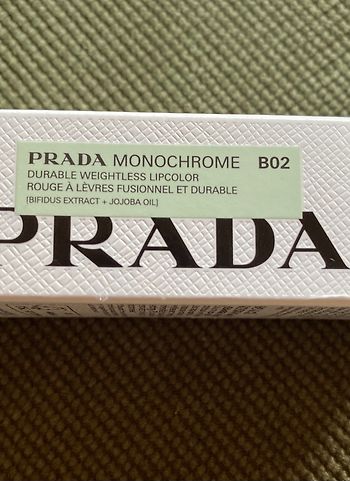 PRADA MONOCHROME B02
DURABLE WEIGHTLESS LIPCOLOR
ROUGE À LÈVRES FUSIONNEL ET DURABLE
[BIFIDUS EXTRACT + JOJOBA OIL]
PRADA